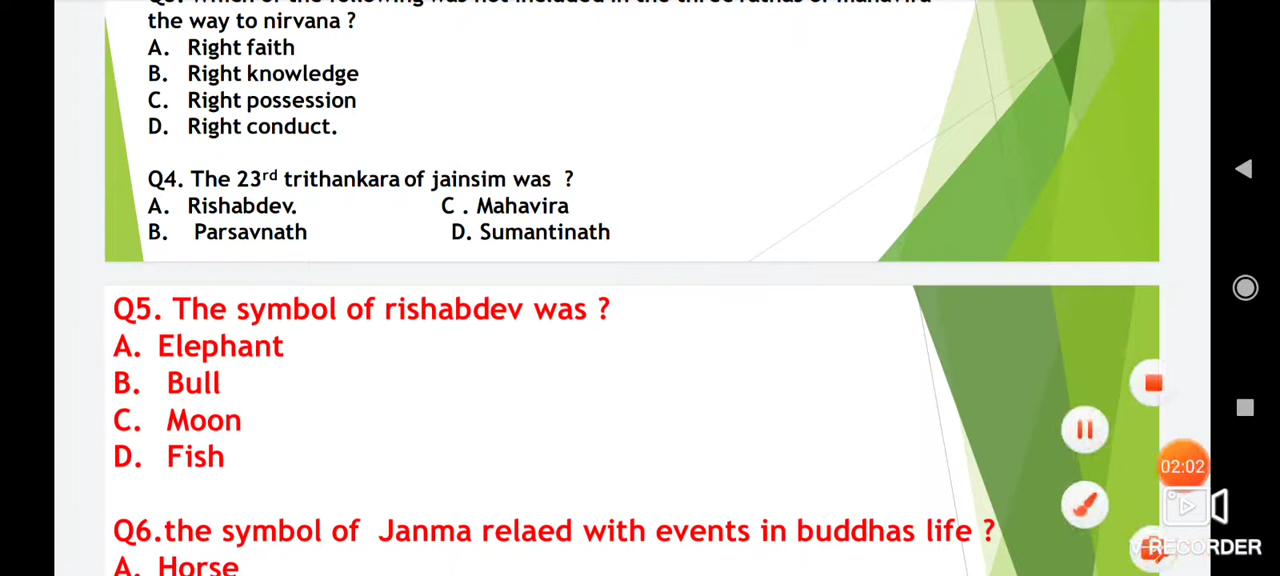 the way to nirvana ?
A. Right faith
B. Right knowledge
C. Right possession
D. Right conduct.
Q4. The 23rd trithankara of jainsim was ?
A. Rishabdev. C . Mahavira
B. Parsavnath D. Sumantinath
Q5. The symbol of rishabdev was ?
A. Elephant
B. Bull
C. Moon
D. Fish
02:02
Q6.the symbol of Janma relaed with events in buddhas life ?
V-RECORDER
A. Horse